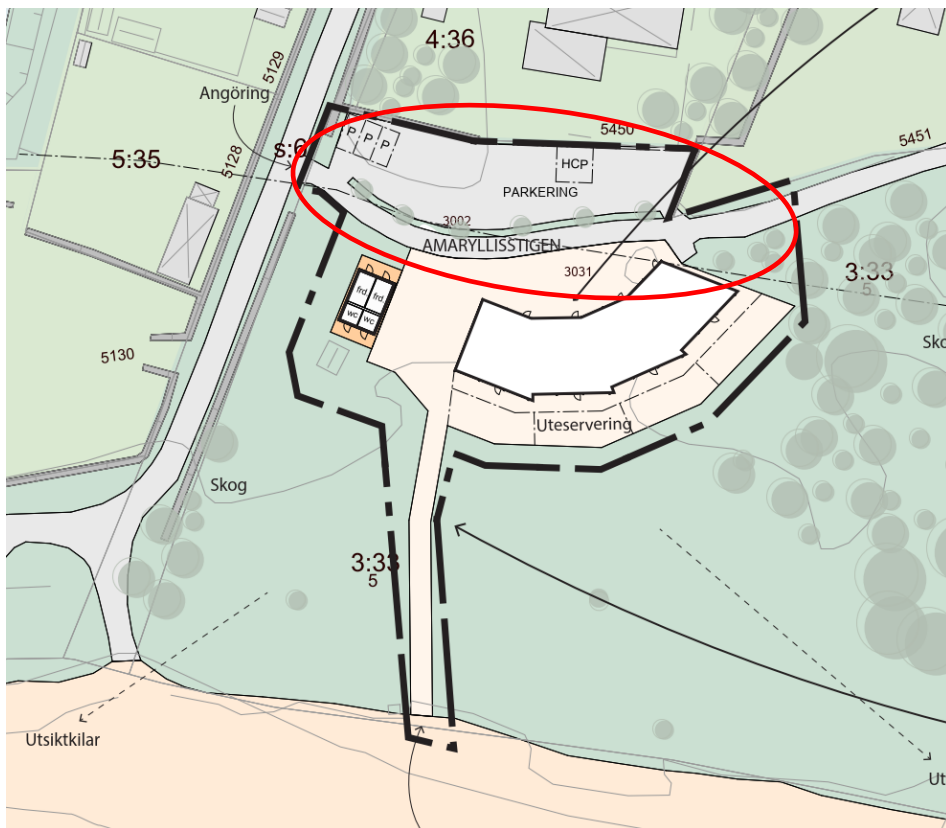 4:36
5129
Angöring
5450
P
P
P
5451
s:6
5:35
5128
HCP
PARKERING
3002
AMARYLLISSTIGEN
3031
3:33
5
frd.
frd.
wc
wc
Sko
5130
Uteservering
Skog
3:33
5
Utsiktkilar
Ut